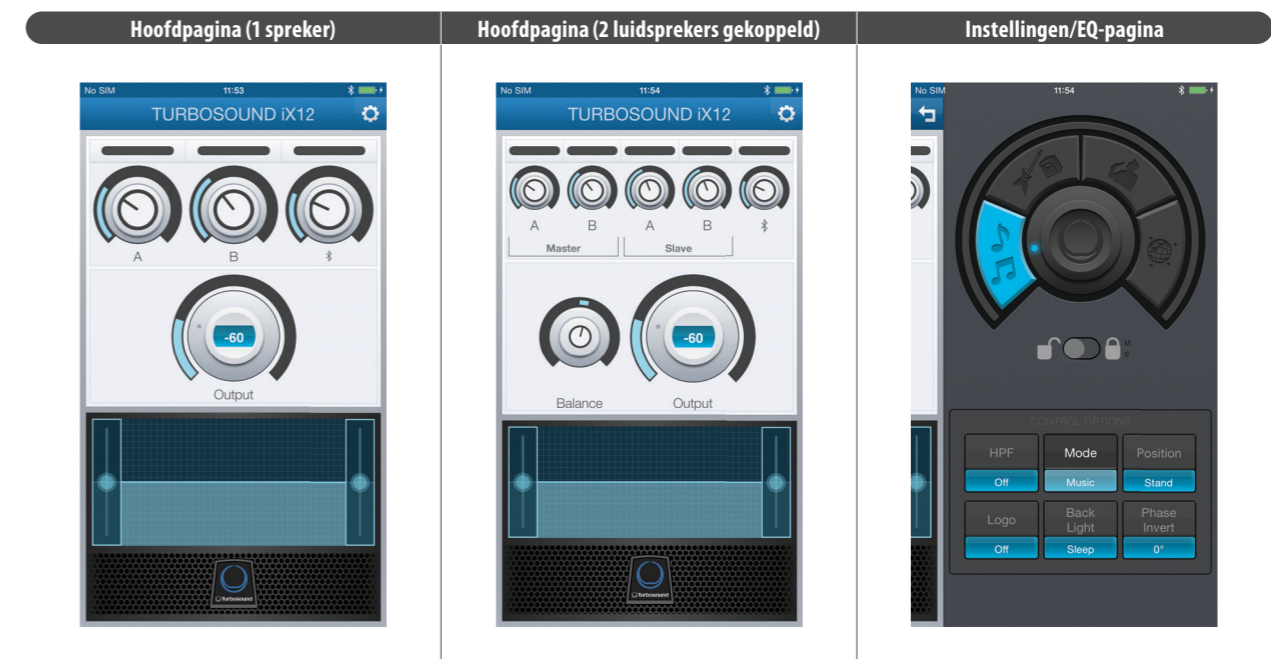 Hoofdpagina (1 spreker)
Hoofdpagina (2 luidsprekers gekoppeld)
Instellingen/EQ-pagina
No SIM 11:53
TURBOSOUND iX12
A B
-60
Output
Turbosound
No SIM 11:54
TURBOSOUND iX12
A B A B
Master Slave
-60
Balance Output
Turbosound
No SIM 11:54
M
CONTROL OPTIONS
HPF Mode Position
Off Music Stand
Logo Back Light Phase Invert
Off Sleep 0°